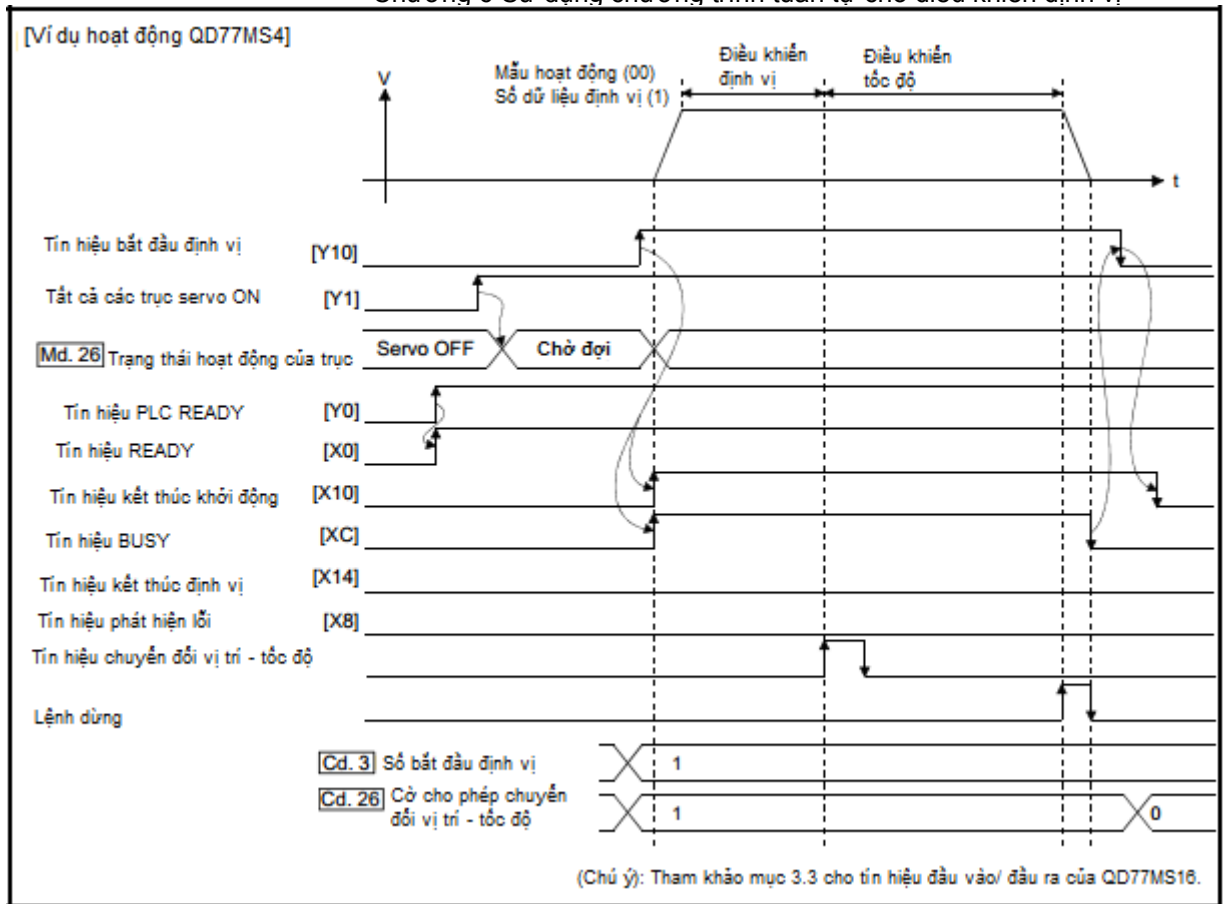 Chương 6 Sử dụng chương trình tuần tự cho điều khiển định vị
[Ví dụ hoạt động QD77MS4]
V
Mẫu hoạt động (00)
Số dữ liệu định vị (1)
Điều khiển
định vị
Điều khiển
tốc độ
t
Tín hiệu bắt đầu định vị [Y10]
Tất cả các trục servo ON [Y1]
Md. 26 Trạng thái hoạt động của trục Servo OFF Chờ đợi
Tín hiệu PLC READY [Y0]
Tín hiệu READY [X0]
Tín hiệu kết thúc khởi động [X10]
Tín hiệu BUSY [XC]
Tín hiệu kết thúc định vị [X14]
Tín hiệu phát hiện lỗi [X8]
Tín hiệu chuyển đổi vị trí - tốc độ
Lệnh dừng
Cd. 3 Số bắt đầu định vị 1
Cd. 26 Cờ cho phép chuyển
đổi vị trí - tốc độ 1 0
(Chú ý): Tham khảo mục 3.3 cho tín hiệu đầu vào/ đầu ra của QD77MS16.